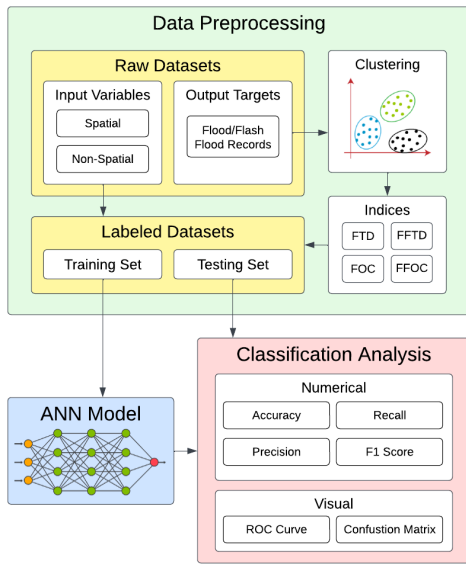 Data Preprocessing
Raw Datasets
Input Variables
Spatial
Non-Spatial
Output Targets
Flood/Flash
Flood Records
Clustering
Indices
FTD
FFTD
FOC
FFOC
Labeled Datasets
Training Set
Testing Set
ANN Model
Classification Analysis
Numerical
Accuracy
Recall
Precision
F1 Score
Visual
ROC Curve
Confustion Matrix